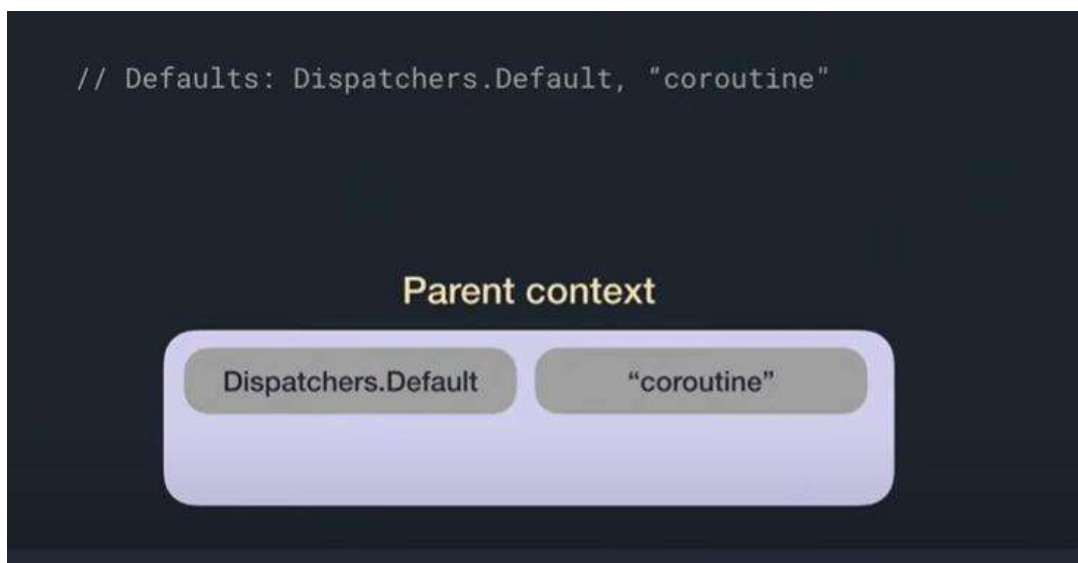 // Defaults: Dispatchers.Default, “coroutine"
Parent context
Dispatchers.Default
“coroutine”